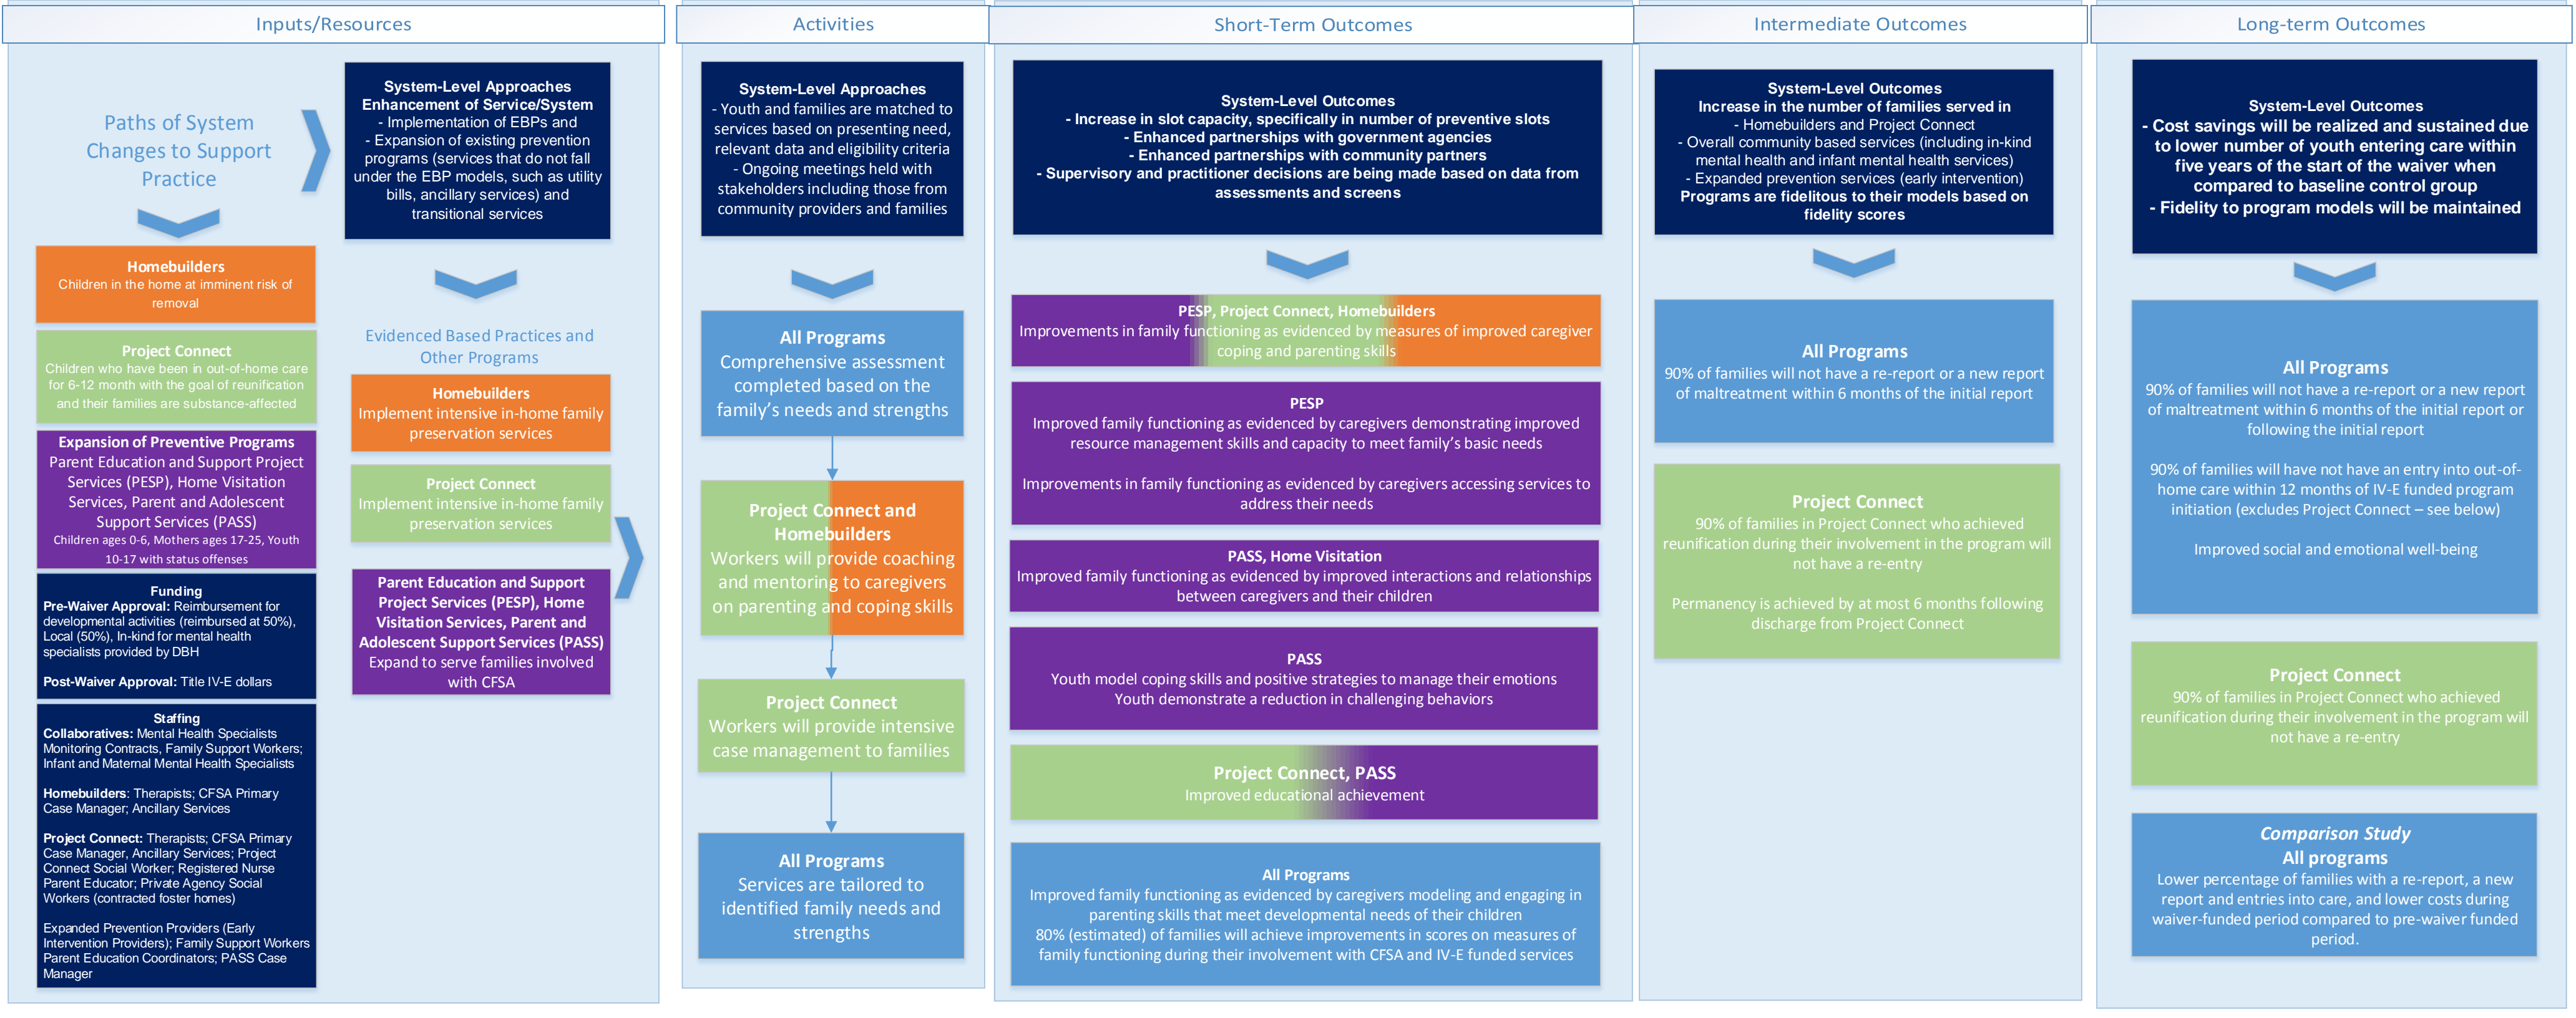 Inputs/Resources
Paths of System
Changes to Support
Practice
Homebuilders
Children in the home at imminent risk of
removal
Project Connect
Children who have been in out-of-home care
for 6-12 month with the goal of reunification
and their families are substance-affected
Expansion of Preventive Programs
Parent Education and Support Project
Services (PESP), Home Visitation
Services, Parent and Adolescent
Support Services (PASS)
Children ages 0-6, Mothers ages 17-25, Youth
10-17 with status offenses
Funding
Pre-Waiver Approval: Reimbursement for
developmental activities (reimbursed at 50%),
Local (50%), In-kind for mental health
specialists provided by DBH
Post-Waiver Approval: Title IV-E dollars
Staffing
Collaboratives: Mental Health Specialists
Monitoring Contracts, Family Support Workers;
Infant and Maternal Mental Health Specialists
Homebuilders: Therapists; CFSA Primary
Case Manager; Ancillary Services
Project Connect: Therapists; CFSA Primary
Case Manager, Ancillary Services; Project
Connect Social Worker; Registered Nurse
Parent Educator; Private Agency Social
Workers (contracted foster homes)
Expanded Prevention Providers (Early
Intervention Providers); Family Support Workers
Parent Education Coordinators; PASS Case
Manager
System-Level Approaches
Enhancement of Service/System
- Implementation of EBPs and
- Expansion of existing prevention
programs (services that do not fall
under the EBP models, such as utility
bills, ancillary services) and
transitional services
Evidenced Based Practices and
Other Programs
Homebuilders
Implement intensive in-home family
preservation services
Project Connect
Implement intensive in-home family
preservation services
Parent Education and Support
Project Services (PESP), Home
Visitation Services, Parent and
Adolescent Support Services (PASS)
Expand to serve families involved
with CFSA
Activities
System-Level Approaches
- Youth and families are matched to
services based on presenting need,
relevant data and eligibility criteria
- Ongoing meetings held with
stakeholders including those from
community providers and families
All Programs
Comprehensive assessment
completed based on the
family's needs and strengths
Project Connect and
Homebuilders
Workers will provide coaching
and mentoring to caregivers
on parenting and coping skills
Project Connect
Workers will provide intensive
case management to families
All Programs
Services are tailored to
identified family needs and
strengths
Short-Term Outcomes
System-Level Outcomes
- Increase in slot capacity, specifically in number of preventive slots
- Enhanced partnerships with government agencies
- Enhanced partnerships with community partners
- Supervisory and practitioner decisions are being made based on data from
assessments and screens
PESP, Project Connect, Homebuilders
Improvements in family functioning as evidenced by measures of improved caregiver
coping and parenting skills
PESP
Improved family functioning as evidenced by caregivers demonstrating improved
resource management skills and capacity to meet family's basic needs
Improvements in family functioning as evidenced by caregivers accessing services to
address their needs
PASS, Home Visitation
Improved family functioning as evidenced by improved interactions and relationships
between caregivers and their children
PASS
Youth model coping skills and positive strategies to manage their emotions
Youth demonstrate a reduction in challenging behaviors
Project Connect, PASS
Improved educational achievement
All Programs
Improved family functioning as evidenced by caregivers modeling and engaging in
parenting skills that meet developmental needs of their children
80% (estimated) of families will achieve improvements in scores on measures of
family functioning during their involvement with CFSA and IV-E funded services
Intermediate Outcomes
System-Level Outcomes
Increase in the number of families served in
- Homebuilders and Project Connect
- Overall community based services (including in-kind
mental health and infant mental health services)
- Expanded prevention services (early intervention)
Programs are fidelitous to their models based on
fidelity scores
All Programs
90% of families will not have a re-report or a new report
of maltreatment within 6 months of the initial report
Project Connect
90% of families in Project Connect who achieved
reunification during their involvement in the program will
not have a re-entry
Permanency is achieved by at most 6 months following
discharge from Project Connect
Long-term Outcomes
System-Level Outcomes
- Cost savings will be realized and sustained due
to lower number of youth entering care within
five years of the start of the waiver when
compared to baseline control group
- Fidelity to program models will be maintained
All Programs
90% of families will not have a re-report or a new report
of maltreatment within 6 months of the initial report or
following the initial report
90% of families will have not have an entry into out-of-
home care within 12 months of IV-E funded program
initiation (excludes Project Connect – see below)
Improved social and emotional well-being
Project Connect
90% of families in Project Connect who achieved
reunification during their involvement in the program will
not have a re-entry
Comparison Study
All programs
Lower percentage of families with a re-report, a new
report and entries into care, and lower costs during
waiver-funded period compared to pre-waiver funded
period.